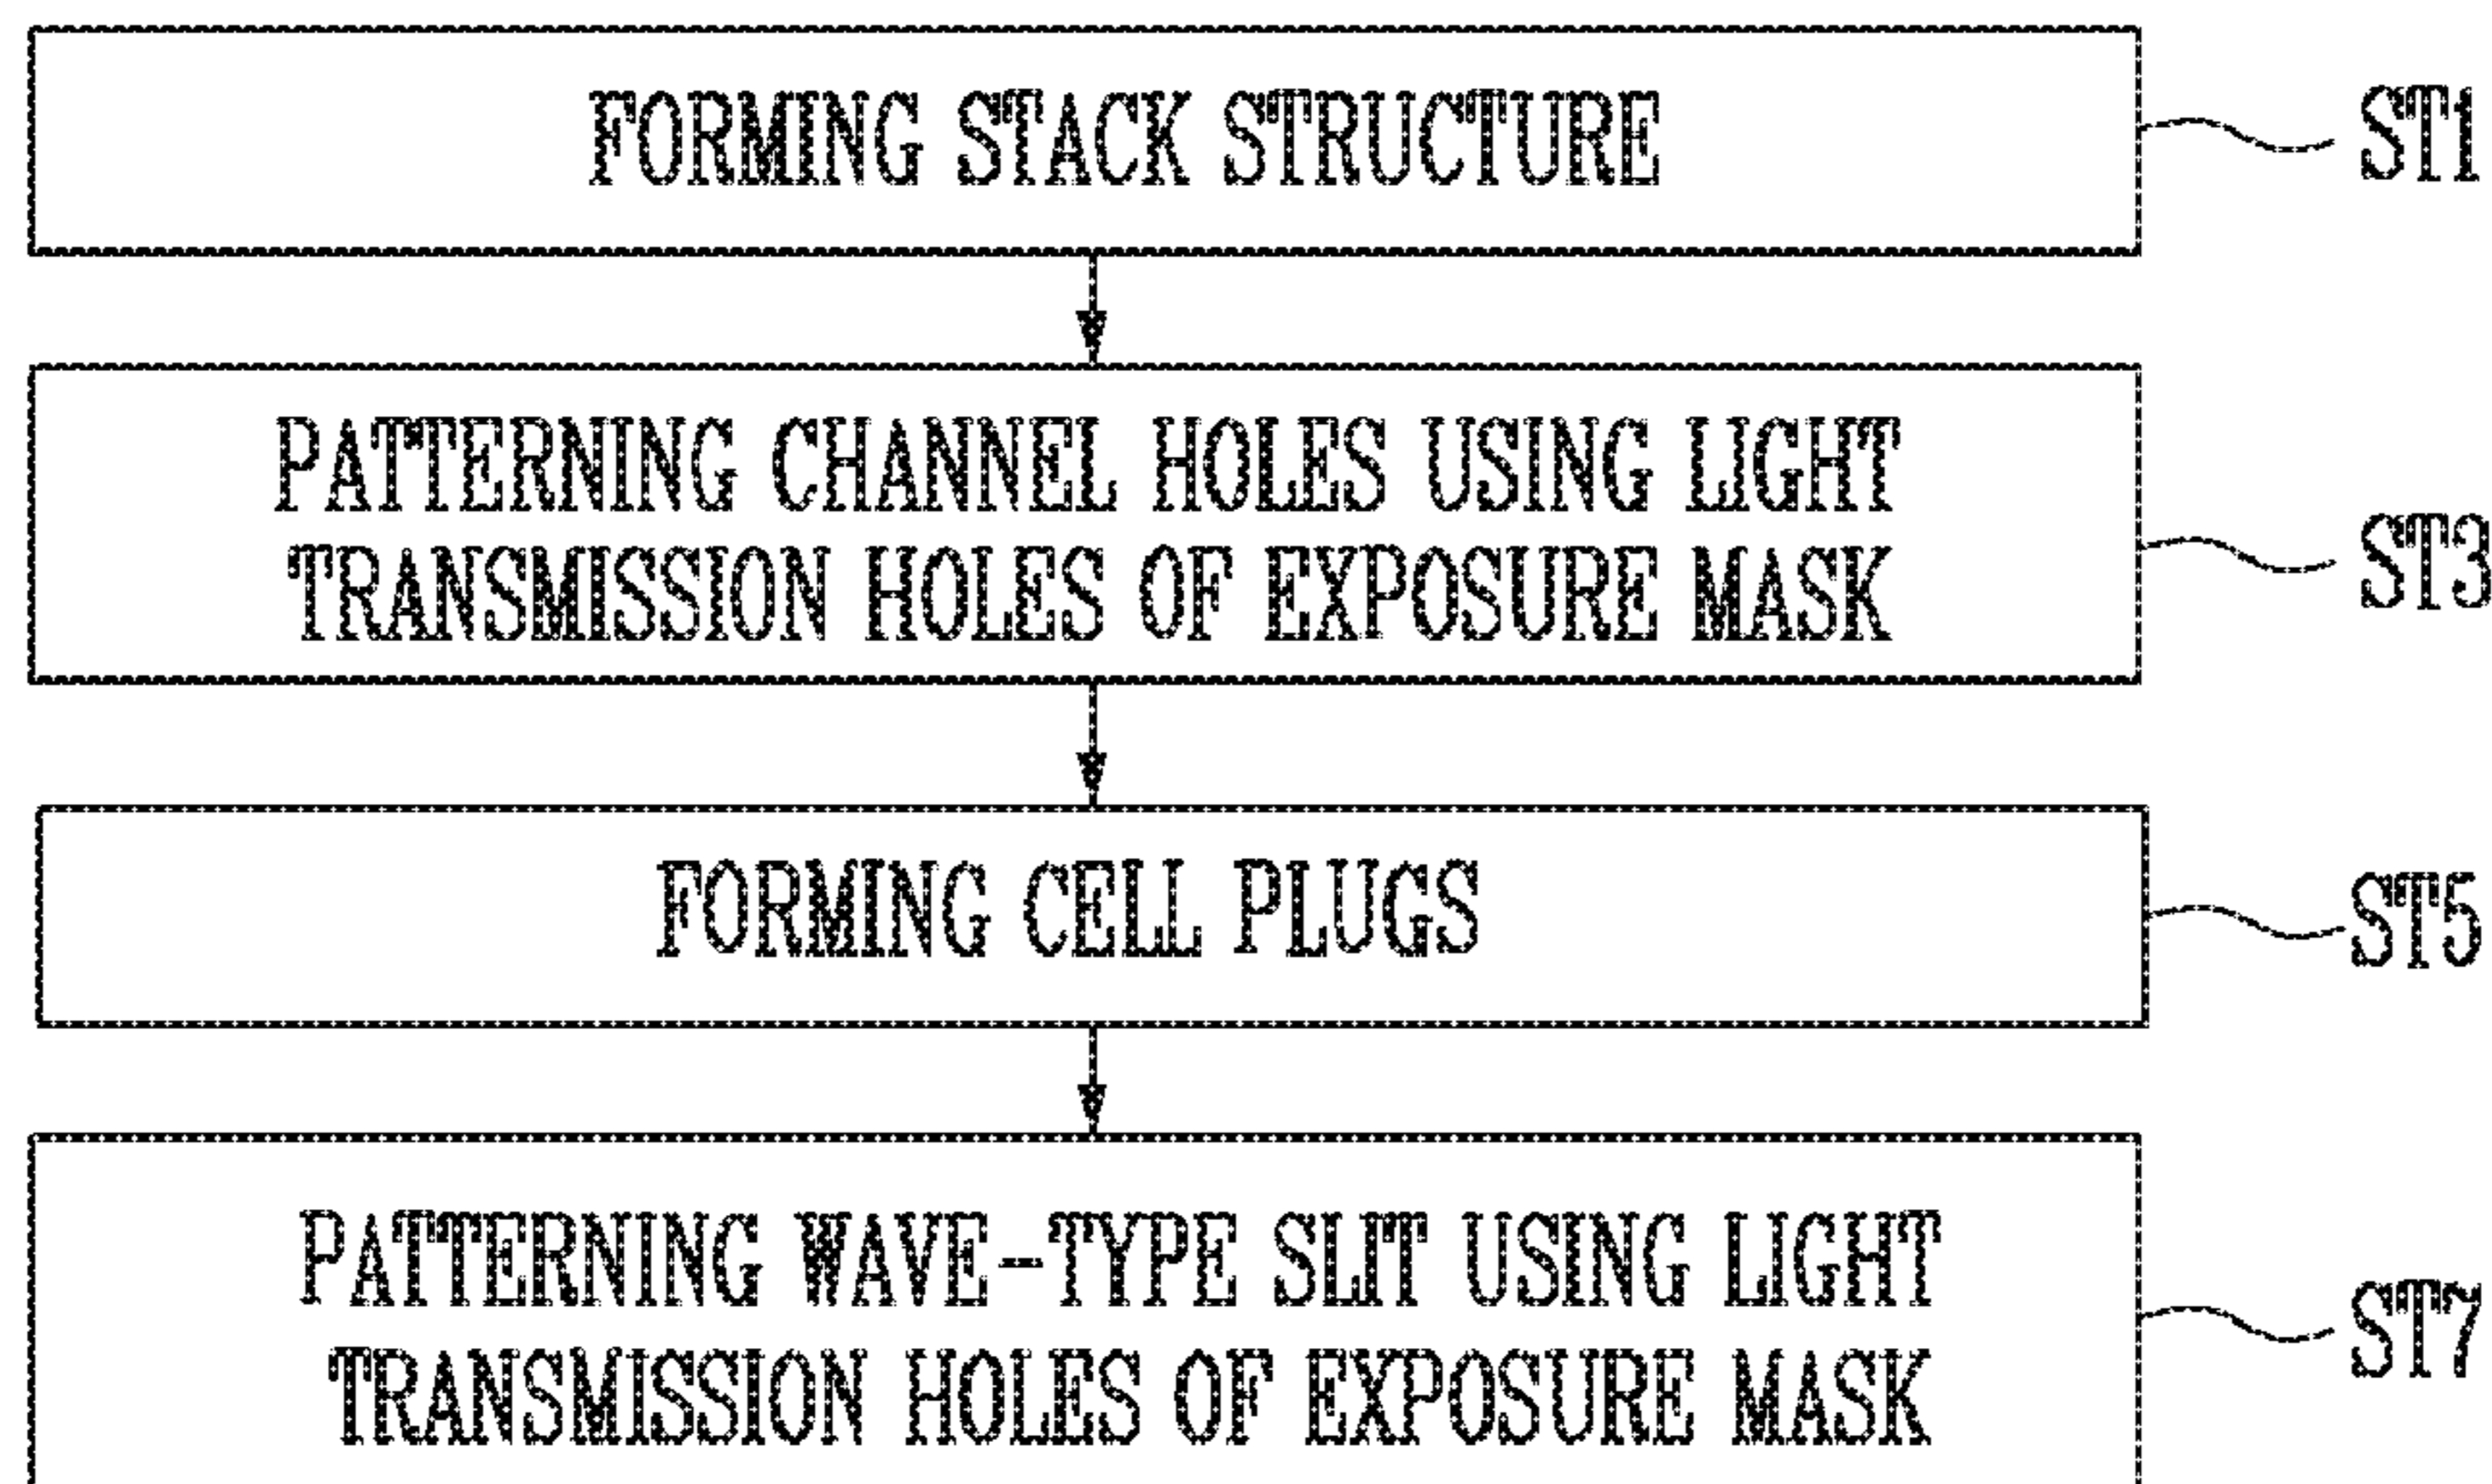 FORMING STACK STRUCTURE
ST1
PATTERNING CHANNEL HOLES USING LIGHT
TRANSMISSION HOLES OF EXPOSURE MASK
ST3
FORMING CELL PLUGS
ST5
PATTERNING WAVE-TYPE SLIT USING LIGHT
TRANSMISSION HOLES OF EXPOSURE MASK
ST7